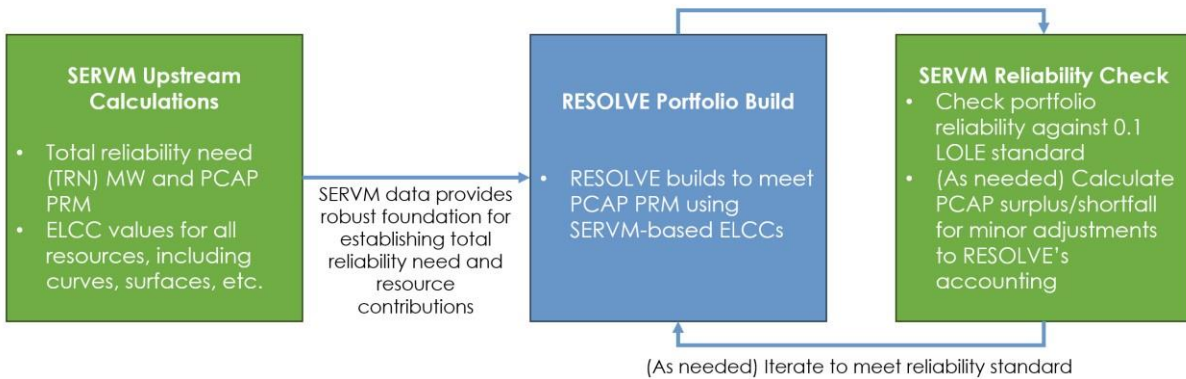 SERVM Upstream
Calculations
• Total reliability need
(TRN) MW and PCAP
PRM
• ELCC values for all
resources, including
curves, surfaces, etc.
SERVM data provides
robust foundation for
establishing total
reliability need and
resource
contributions
RESOLVE Portfolio Build
• RESOLVE builds to meet
PCAP PRM using
SERVM-based ELCCs
SERVM Reliability Check
• Check portfolio
reliability against 0.1
LOLE standard
• (As needed) Calculate
PCAP surplus/shortfall
for minor adjustments
to RESOLVE's
accounting
(As needed) Iterate to meet reliability standard